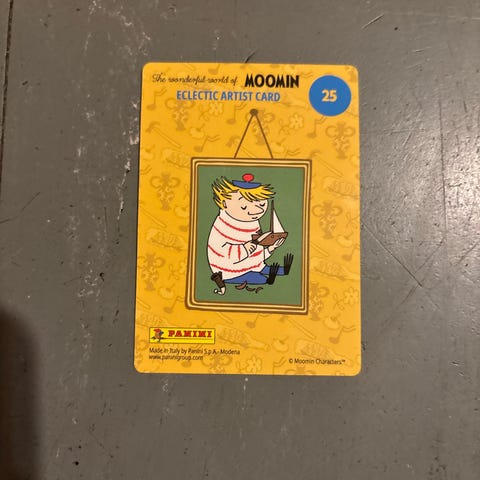 The wonderful world of MOOMIN
ECLECTIC ARTIST CARD
25
PANINI
Made in Italy by Panini S.p.A - Modena
www.paninigroup.com
© Moomin Characters™